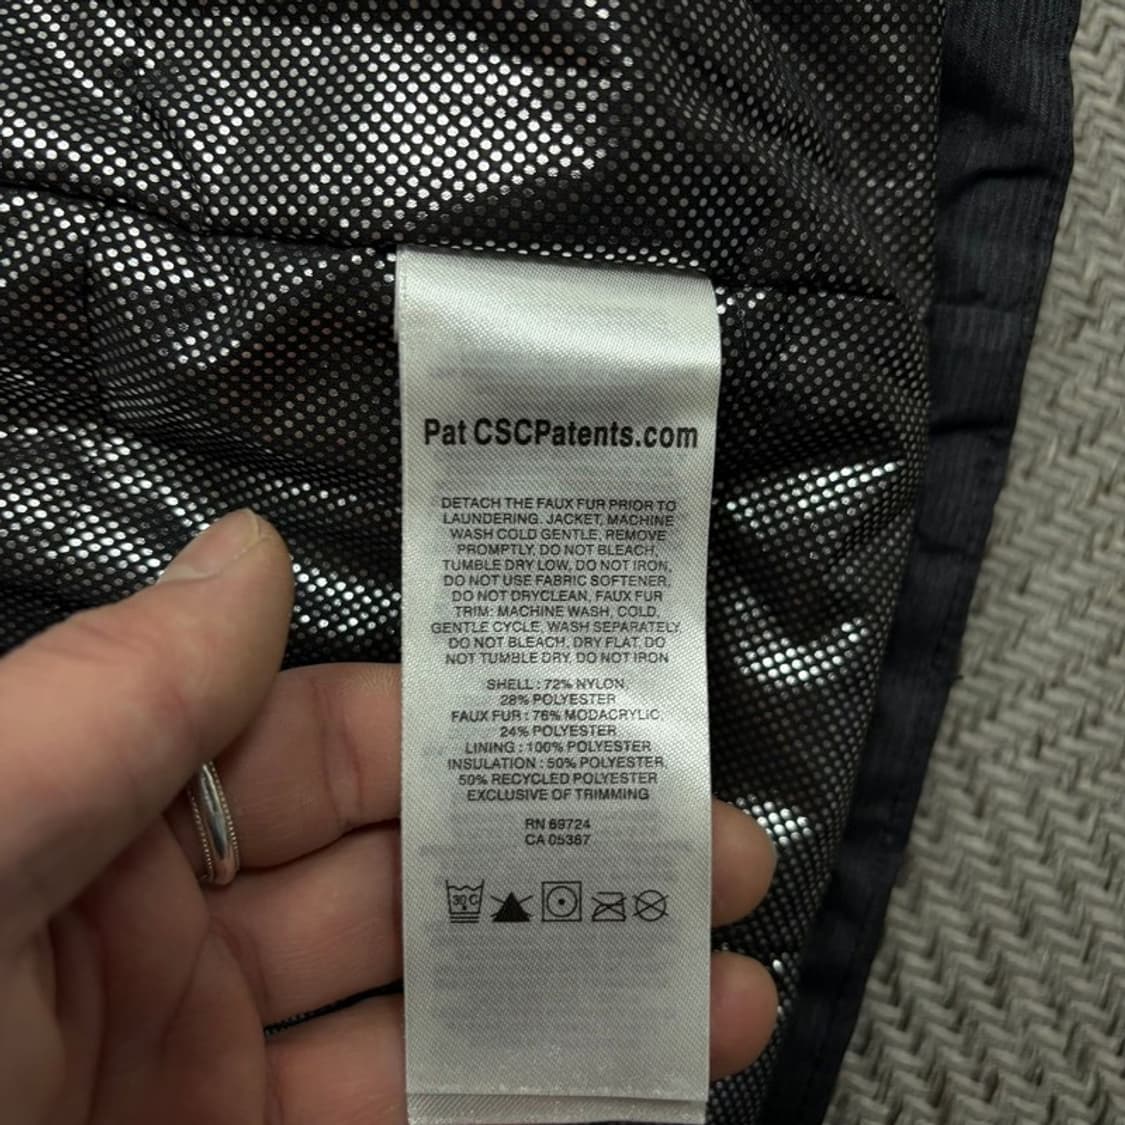 Pat CSCPatents.com
DETACH THE FAUX FUR PRIOR TO
LAUNDERING. JACKET, MACHINE
WASH COLD GENTLE, REMOVE
PROMPTLY, DO NOT BLEACH,
TUMBLE DRY LOW, DO NOT IRON,
DO NOT USE FABRIC SOFTENER,
DO NOT DRYCLEAN, FAUX FUR
TRIM: MACHINE WASH, COLD,
GENTLE CYCLE, WASH SEPARATELY,
DO NOT BLEACH, DRY FLAT, DO
NOT TUMBLE DRY, DO NOT IRON
SHELL : 72% NYLON,
28% POLYESTER
FAUX FUR : 76% MODACRYLIC,
24% POLYESTER
LINING : 100% POLYESTER
INSULATION : 50% POLYESTER,
50% RECYCLED POLYESTER
EXCLUSIVE OF TRIMMING
RN 69724
CA 05367
30°C